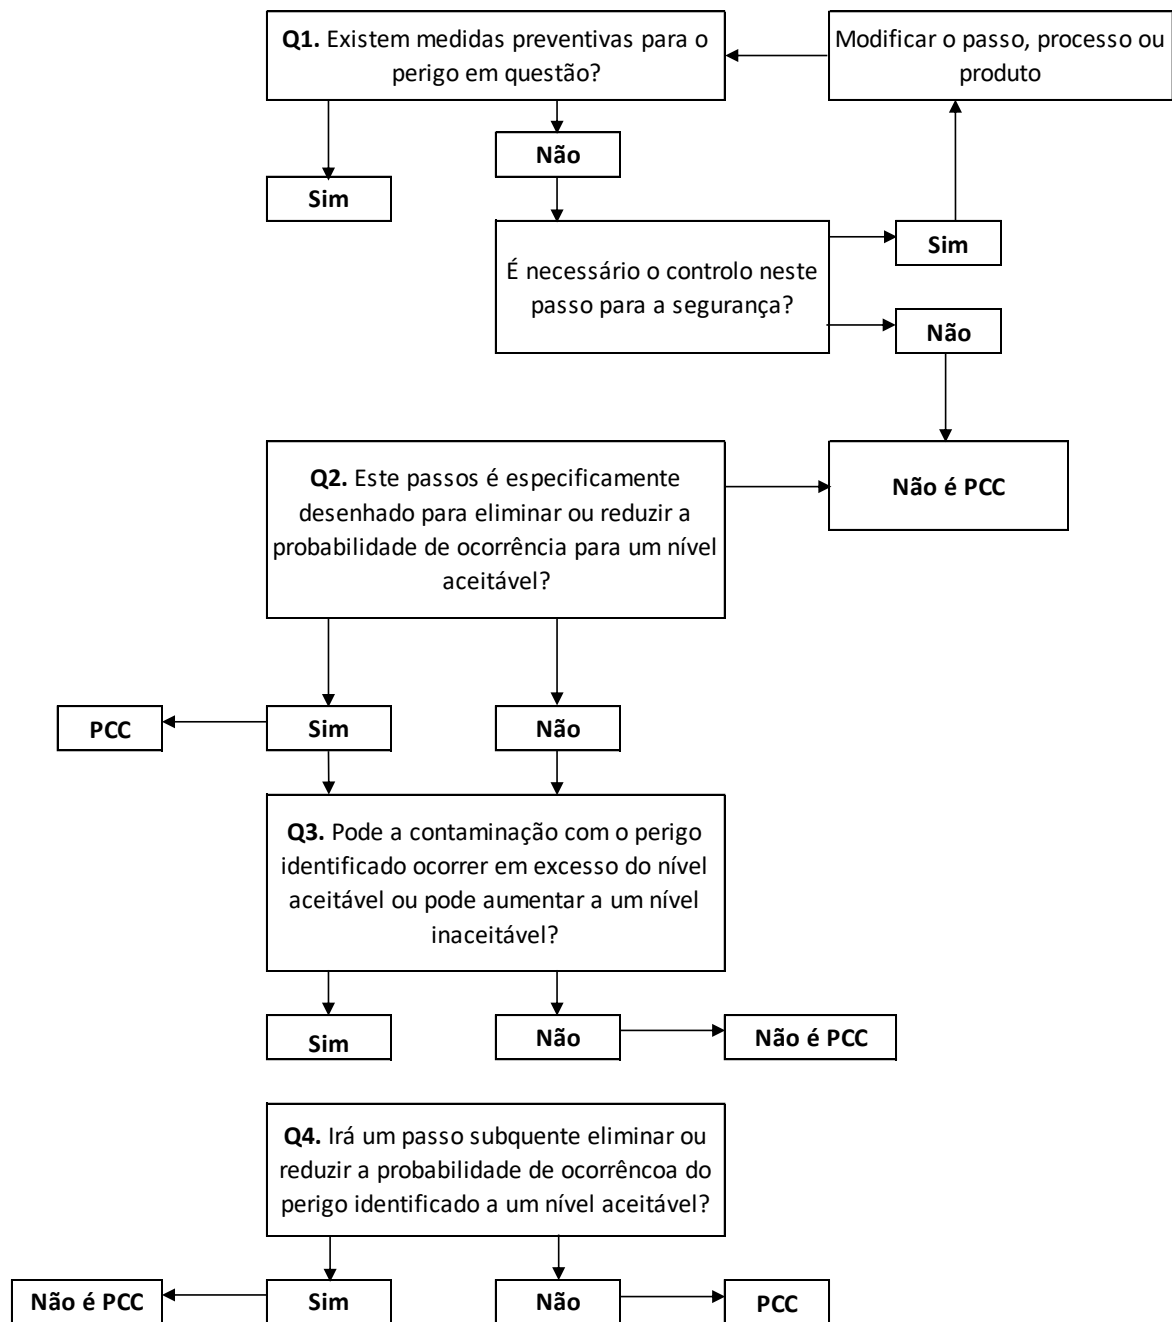 Q1. Existem medidas preventivas para o
perigo em questão?
Modificar o passo, processo ou
produto
Não
Sim
É necessário o controlo neste
passo para a segurança?
Sim
Não
Q2. Este passos é especificamente
desenhado para eliminar ou reduzir a
probabilidade de ocorrência para um nível
aceitável?
Não é PCC
PCC
Sim
Não
Q3. Pode a contaminação com o perigo
identificado ocorrer em excesso do nível
aceitável ou pode aumentar a um nível
inaceitável?
Sim
Não
Não é PCC
Q4. Irá um passo subquente eliminar ou
reduzir a probabilidade de ocorrêncoa do
perigo identificado a um nível aceitável?
Não é PCC
Sim
Não
PCC